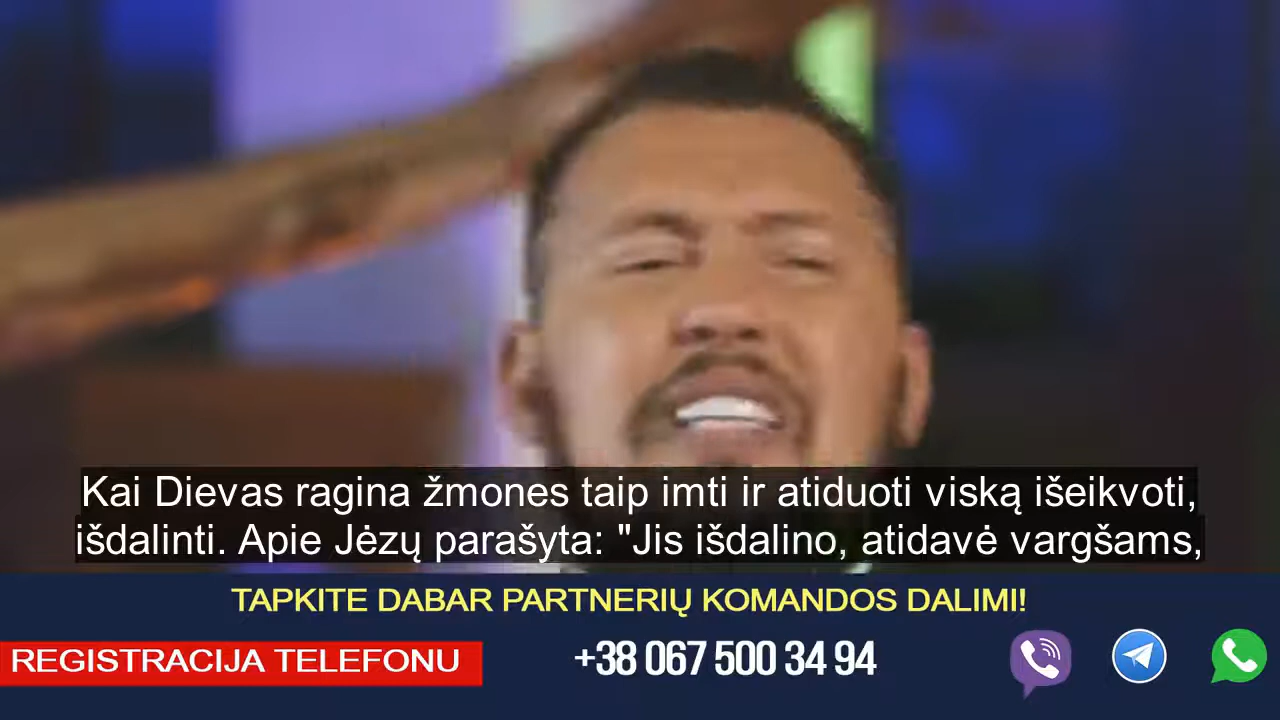 Kai Dievas ragina žmones taip imti ir atiduoti viską išeikvoti,
išdalinti. Apie Jėzų parašyta: "Jis išdalino, atidavė vargšams,
TAPKITE DABAR PARTNERIŲ KOMANDOS DALIMI!
REGISTRACIJA TELEFONU
+38 067 500 34 94